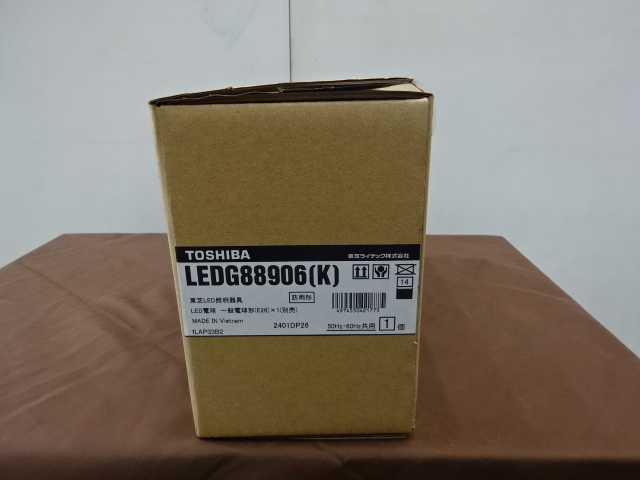 TOSHIBA 東芝ライテック株式会社
LEDG88906(K)
14
東芝LED照明器具 防雨形
LED電球 一般電球形(E26)×1(別売)
MADE IN Vietnam 2401DP26 50Hz・60Hz共用 1個
1LAP33B2